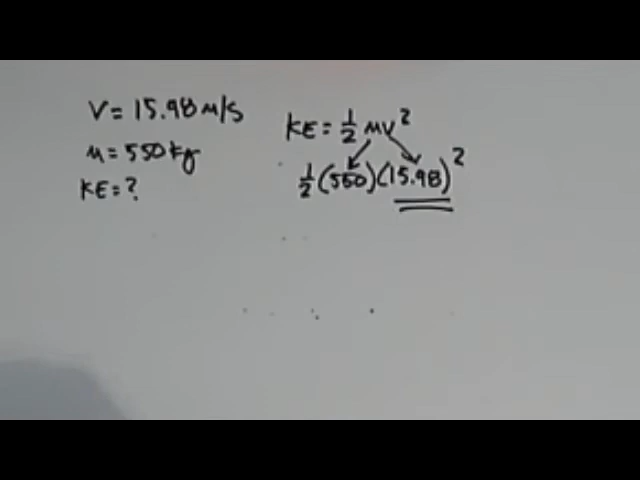 V = 15.98 m/s
m = 550 kg
KE = ?
KE = 1/2 mv²
1/2 (550)(15.98)²